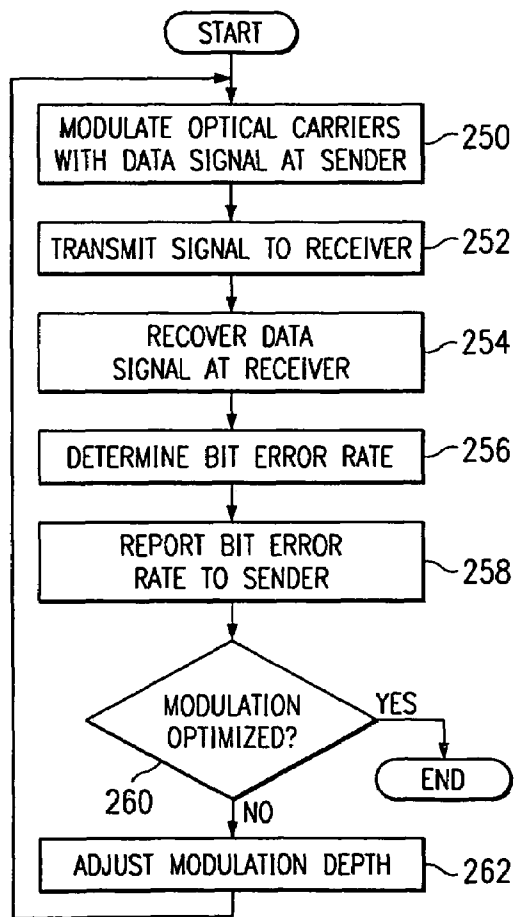 START
MODULATE OPTICAL CARRIERS
WITH DATA SIGNAL AT SENDER
250
TRANSMIT SIGNAL TO RECEIVER
252
RECOVER DATA
SIGNAL AT RECEIVER
254
DETERMINE BIT ERROR RATE
256
REPORT BIT ERROR
RATE TO SENDER
258
MODULATION
OPTIMIZED?
YES
260
END
NO
ADJUST MODULATION DEPTH
262